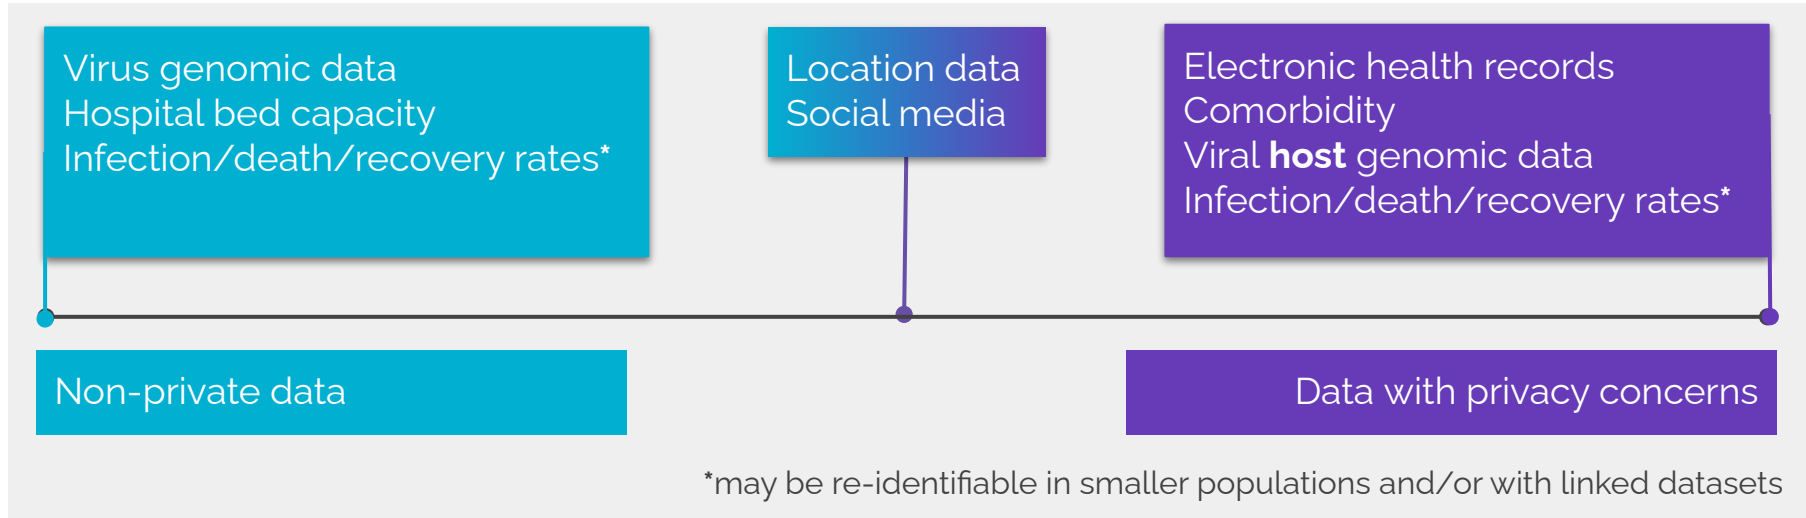 Virus genomic data
Hospital bed capacity
Infection/death/recovery rates*
Location data
Social media
Electronic health records
Comorbidity
Viral host genomic data
Infection/death/recovery rates*
Non-private data
Data with privacy concerns
*may be re-identifiable in smaller populations and/or with linked datasets